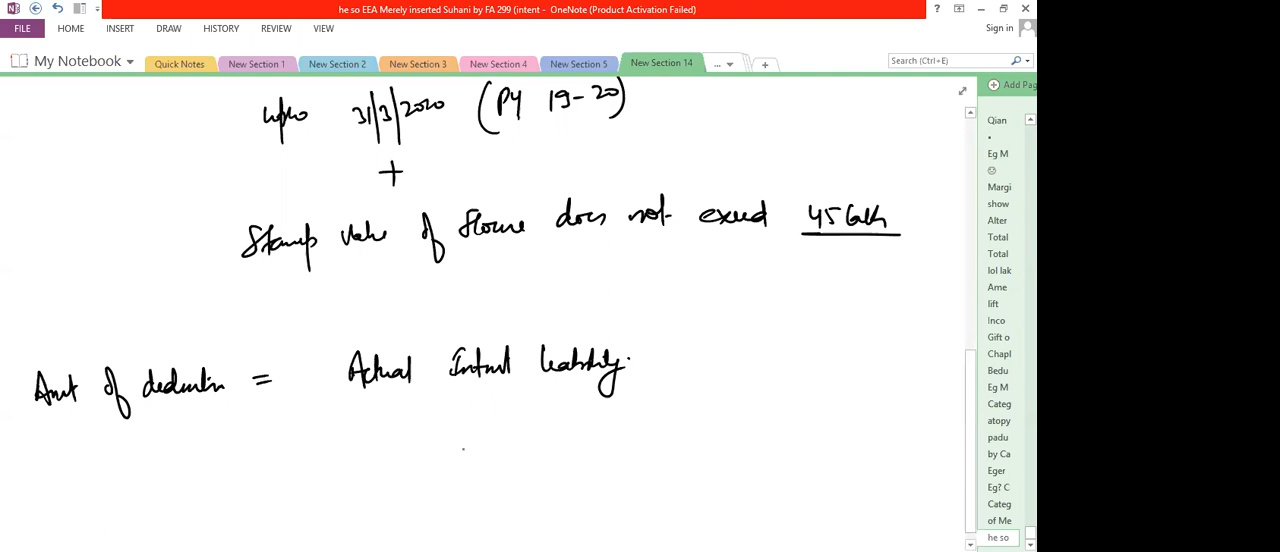 he so EEA Merely inserted Suhani by FA 299 (intent - OneNote (Product Activation Failed)
Sign in
FILE HOME INSERT DRAW HISTORY REVIEW VIEW
My Notebook Quick Notes New Section 1 New Section 2 New Section 3 New Section 4 New Section 5 New Section 14 ... + Search (Ctrl+E)
Add Pag
upto 31/3/2020 (PY 19-20)
+
Stamp value of House does not exceed 45 lakh
Amt of deduction = Actual Interest liability.
Qian
Eg M
Margi
show
Alter
Total
Total
lol lak
Ame
lift
Inco
Gift o
Chapl
Bedu
Eg M
Categ
atopy
padu
by Ca
Eger
Eg? C
Categ
of Me
he so